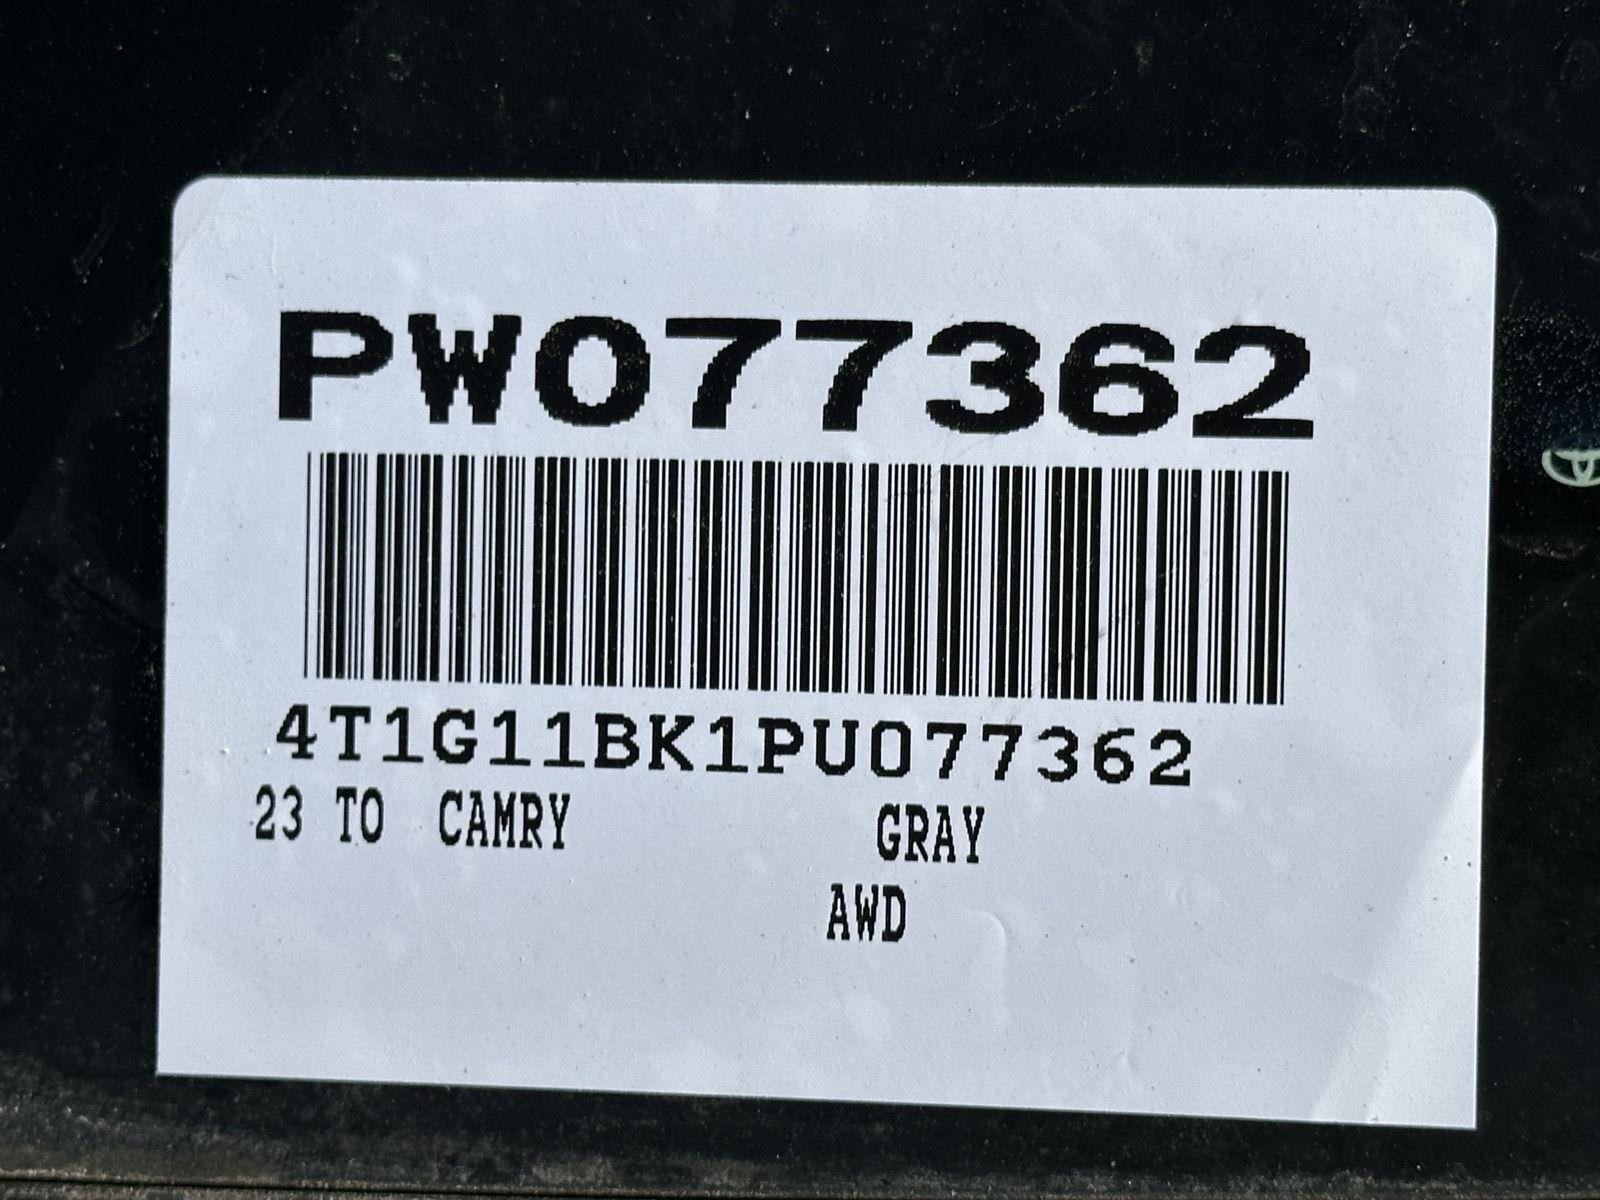 PW077362
4T1G11BK1PU077362
23 TO CAMRY GRAY
AWD